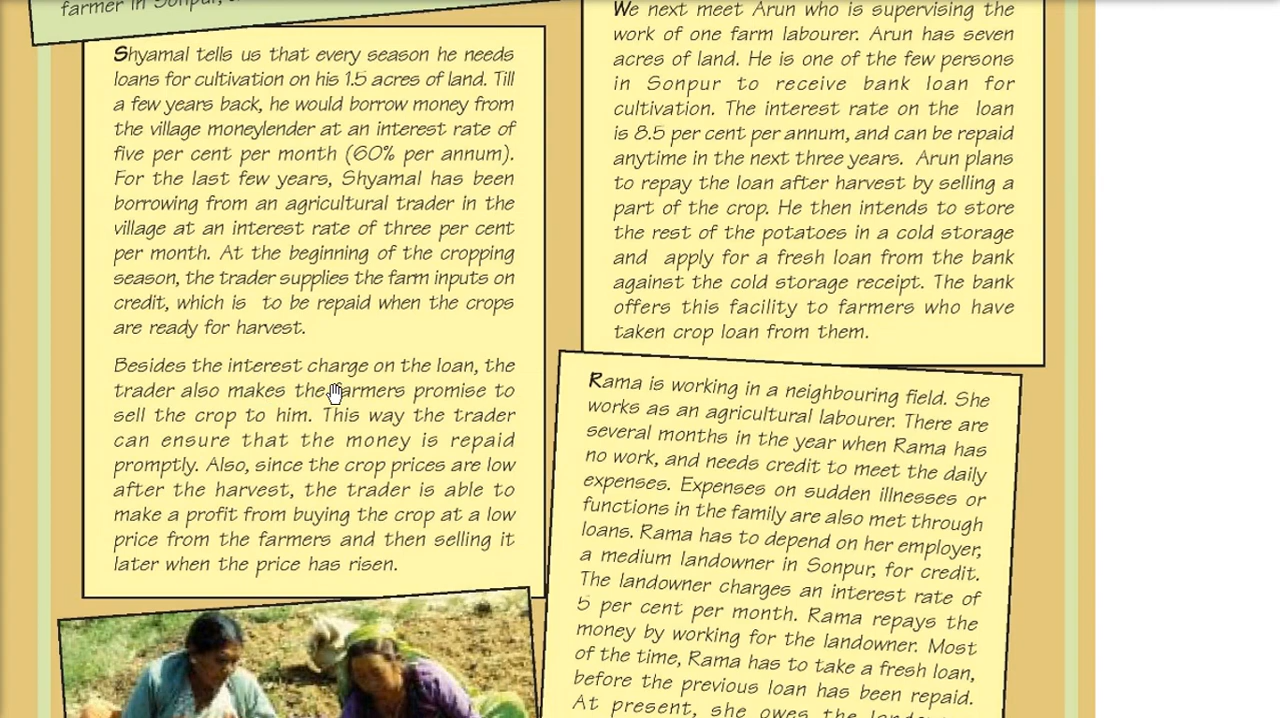 farmer in Sonpur,
Shyamal tells us that every season he needs
loans for cultivation on his 1.5 acres of land. Till
a few years back, he would borrow money from
the village moneylender at an interest rate of
five per cent per month (60% per annum).
For the last few years, Shyamal has been
borrowing from an agricultural trader in the
village at an interest rate of three per cent
per month. At the beginning of the cropping
season, the trader supplies the farm inputs on
credit, which is to be repaid when the crops
are ready for harvest.
Besides the interest charge on the loan, the
trader also makes the farmers promise to
sell the crop to him. This way the trader
can ensure that the money is repaid
promptly. Also, since the crop prices are low
after the harvest, the trader is able to
make a profit from buying the crop at a low
price from the farmers and then selling it
later when the price has risen.
We next meet Arun who is supervising the
work of one farm labourer. Arun has seven
acres of land. He is one of the few persons
in Sonpur to receive bank loan for
cultivation. The interest rate on the loan
is 8.5 per cent per annum, and can be repaid
anytime in the next three years. Arun plans
to repay the loan after harvest by selling a
part of the crop. He then intends to store
the rest of the potatoes in a cold storage
and apply for a fresh loan from the bank
against the cold storage receipt. The bank
offers this facility to farmers who have
taken crop loan from them.
Rama is working in a neighbouring field. She
works as an agricultural labourer. There are
several months in the year when Rama has
no work, and needs credit to meet the daily
expenses. Expenses on sudden illnesses or
functions in the family are also met through
loans. Rama has to depend on her employer,
a medium landowner in Sonpur, for credit.
The landowner charges an interest rate of
5 per cent per month. Rama repays the
money by working for the landowner. Most
of the time, Rama has to take a fresh loan,
before the previous loan has been repaid.
At present, she owes the